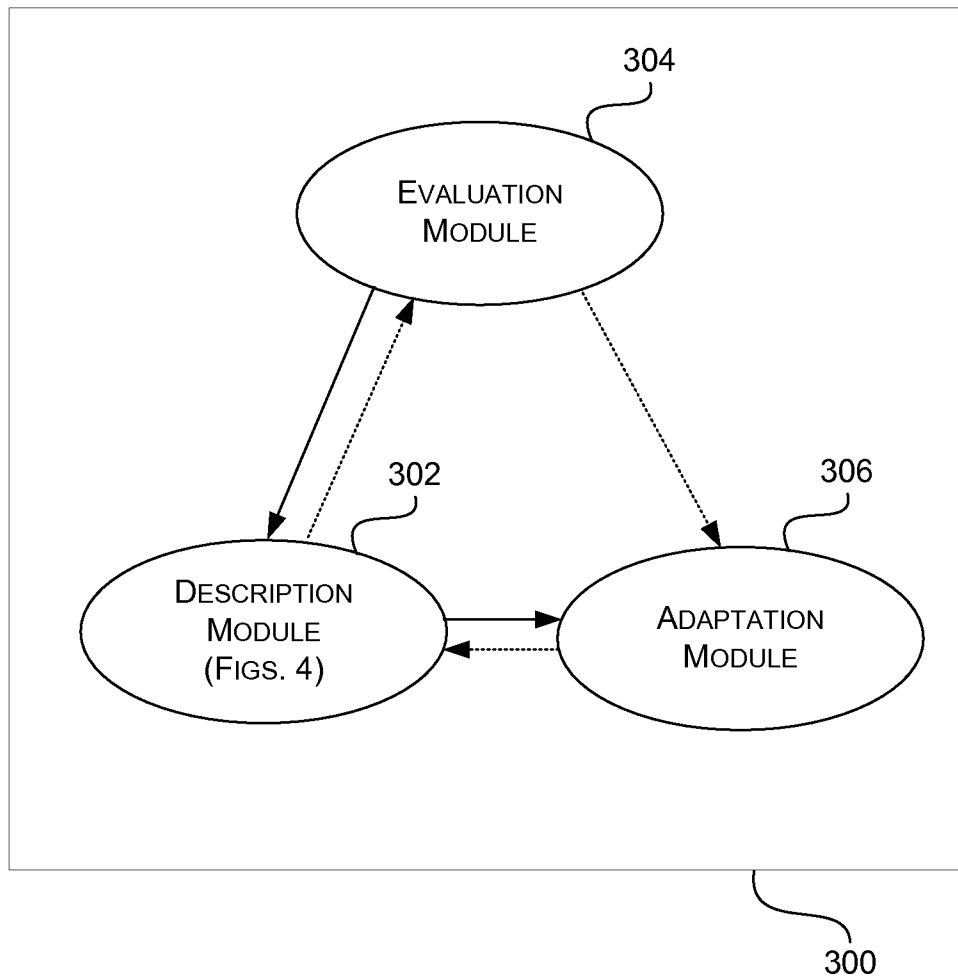 304
EVALUATION
MODULE
302
306
DESCRIPTION
MODULE
(FIGS. 4)
ADAPTATION
MODULE
300